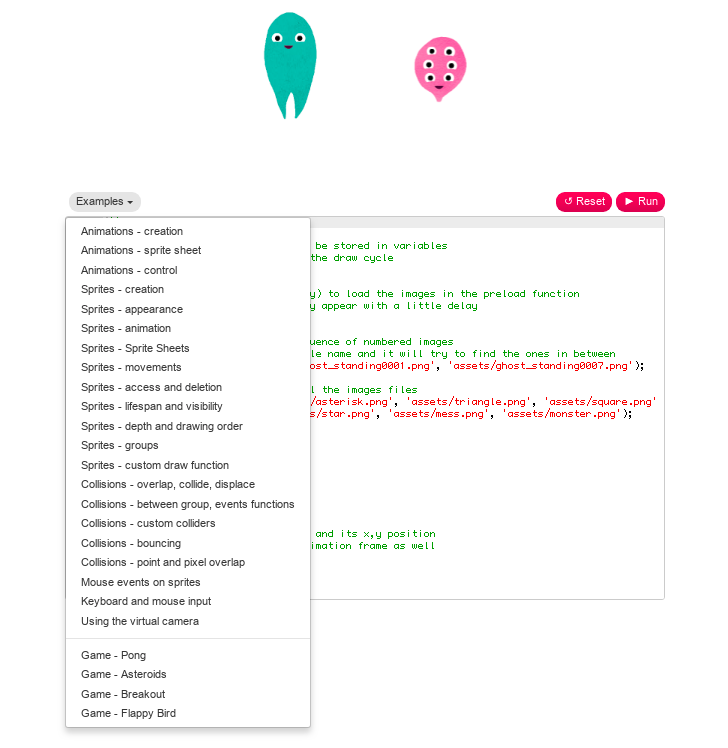 Examples
↺ Reset
► Run
Animations - creation
Animations - sprite sheet
Animations - control
Sprites - creation
Sprites - appearance
Sprites - animation
Sprites - Sprite Sheets
Sprites - movements
Sprites - access and deletion
Sprites - lifespan and visibility
Sprites - depth and drawing order
Sprites - groups
Sprites - custom draw function
Collisions - overlap, collide, displace
Collisions - between group, events functions
Collisions - custom colliders
Collisions - bouncing
Collisions - point and pixel overlap
Mouse events on sprites
Keyboard and mouse input
Using the virtual camera
Game - Pong
Game - Asteroids
Game - Breakout
Game - Flappy Bird
be stored in variables
the draw cycle
y) to load the images in the preload function
y appear with a little delay
uence of numbered images
le name and it will try to find the ones in between
ost_standing0001.png', 'assets/ghost_standing0007.png');
l the images files
/asterisk.png', 'assets/triangle.png', 'assets/square.png'
s/star.png', 'assets/mess.png', 'assets/monster.png');
and its x,y position
imation frame as well